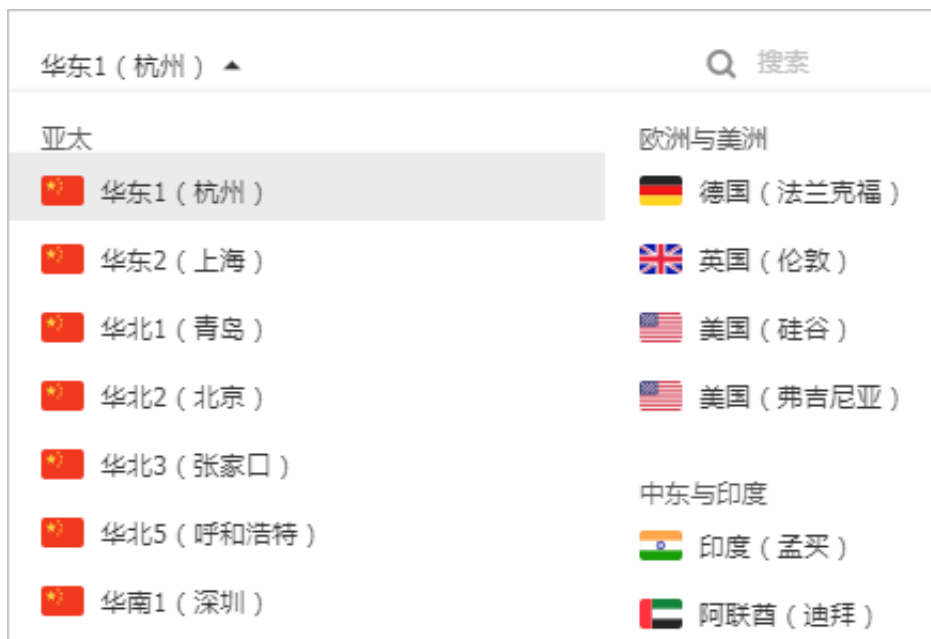 华东1（杭州）
搜索
亚太
华东1（杭州）
华东2（上海）
华北1（青岛）
华北2（北京）
华北3（张家口）
华北5（呼和浩特）
华南1（深圳）
欧洲与美洲
德国（法兰克福）
英国（伦敦）
美国（硅谷）
美国（弗吉尼亚）
中东与印度
印度（孟买）
阿联酋（迪拜）